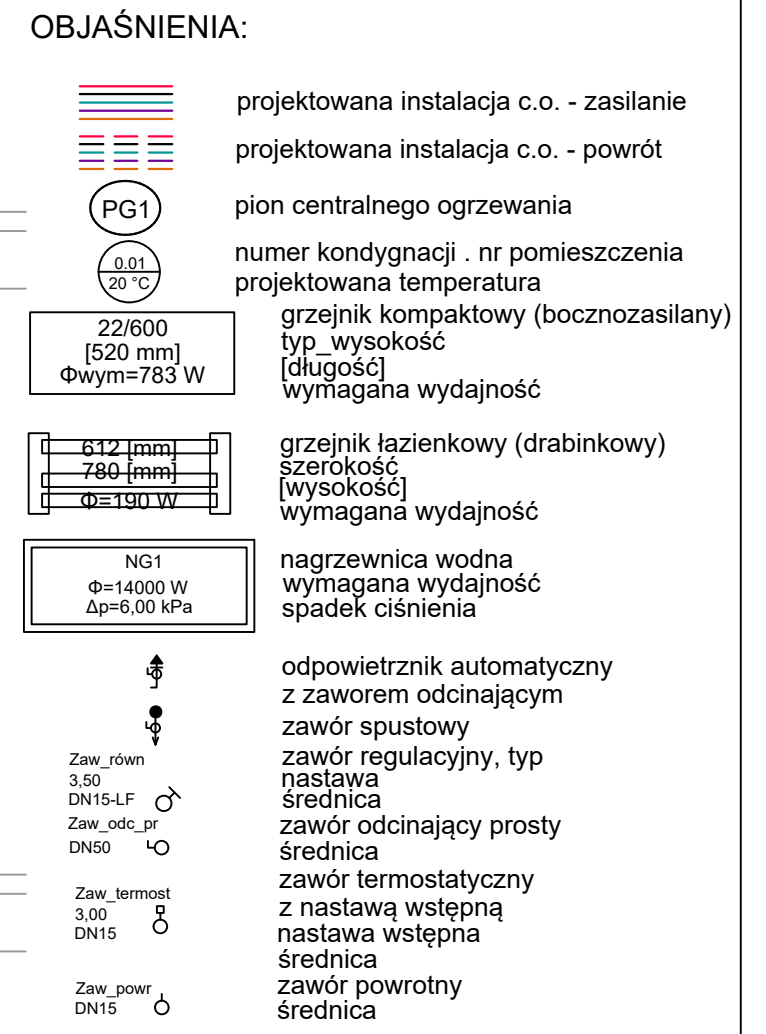 OBJAŚNIENIA:
projektowana instalacja c.o. - zasilanie
projektowana instalacja c.o. - powrót
PG1
pion centralnego ogrzewania
0.01
20 °C
numer kondygnacji . nr pomieszczenia
projektowana temperatura
22/600
[520 mm]
Φwym=783 W
grzejnik kompaktowy (bocznozasilany)
typ_wysokość
[długość]
wymagana wydajność
612 [mm]
780 [mm]
Φ=190 W
grzejnik łazienkowy (drabinkowy)
szerokość
[wysokość]
wymagana wydajność
NG1
Φ=14000 W
Δp=6,00 kPa
nagrzewnica wodna
wymagana wydajność
spadek ciśnienia
odpowietrznik automatyczny
z zaworem odcinającym
zawór spustowy
Zaw_równ
3,50
DN15-LF
zawór regulacyjny, typ
nastawa
średnica
Zaw_odc_pr
DN50
zawór odcinający prosty
średnica
Zaw_termost
3,00
DN15
zawór termostatyczny
z nastawą wstępną
nastawa wstępna
średnica
Zaw_powr
DN15
zawór powrotny
średnica